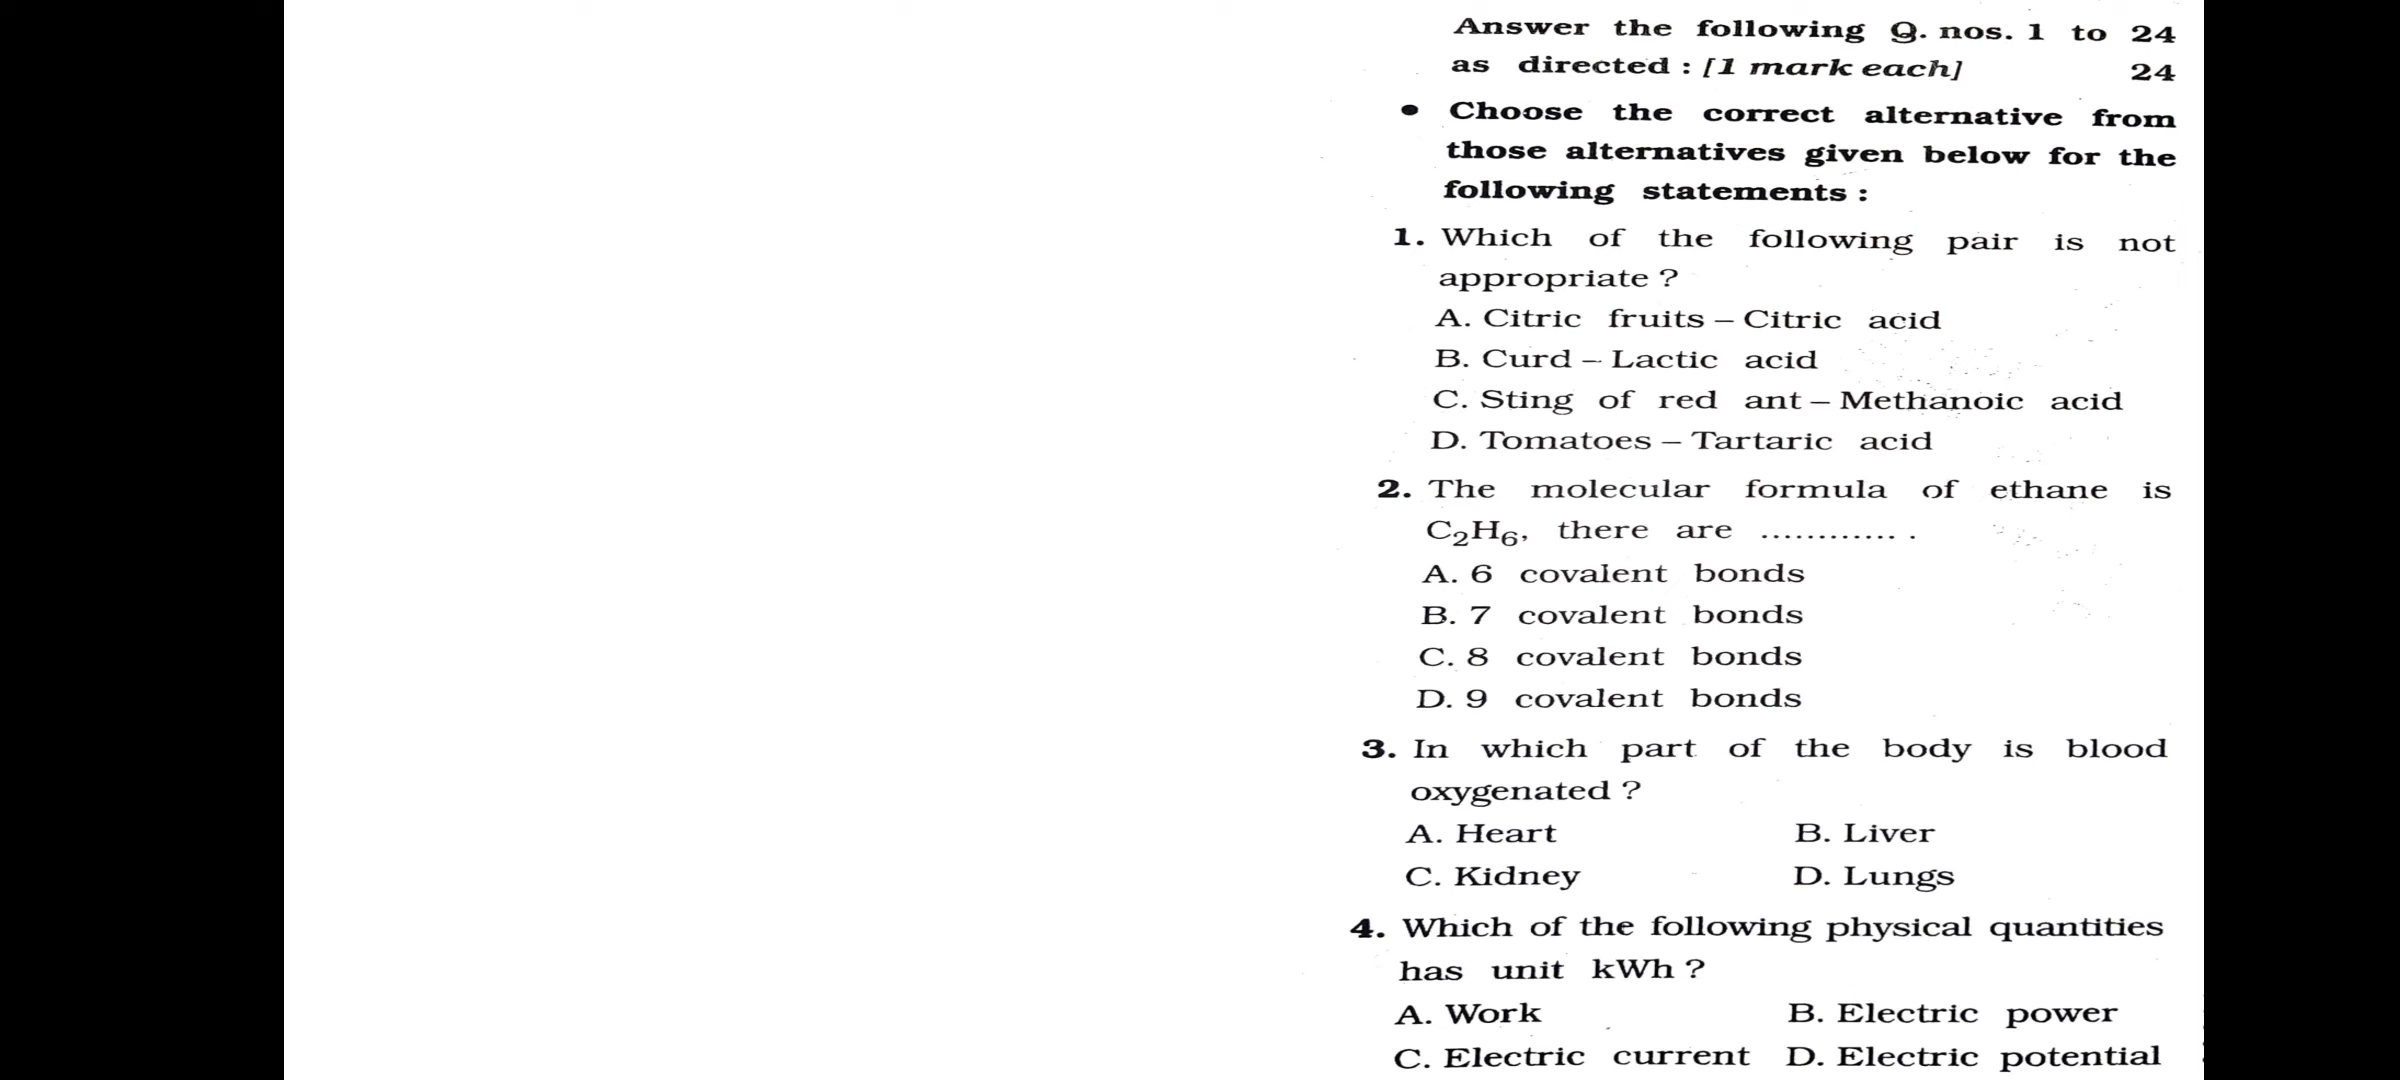 Answer the following Q. nos. 1 to 24
as directed : [1 mark each] 24
• Choose the correct alternative from
those alternatives given below for the
following statements :
1. Which of the following pair is not
appropriate ?
A. Citric fruits – Citric acid
B. Curd – Lactic acid
C. Sting of red ant – Methanoic acid
D. Tomatoes – Tartaric acid
2. The molecular formula of ethane is
C₂H₆, there are ............ .
A. 6 covalent bonds
B. 7 covalent bonds
C. 8 covalent bonds
D. 9 covalent bonds
3. In which part of the body is blood
oxygenated ?
A. Heart B. Liver
C. Kidney D. Lungs
4. Which of the following physical quantities
has unit kWh ?
A. Work B. Electric power
C. Electric current D. Electric potential